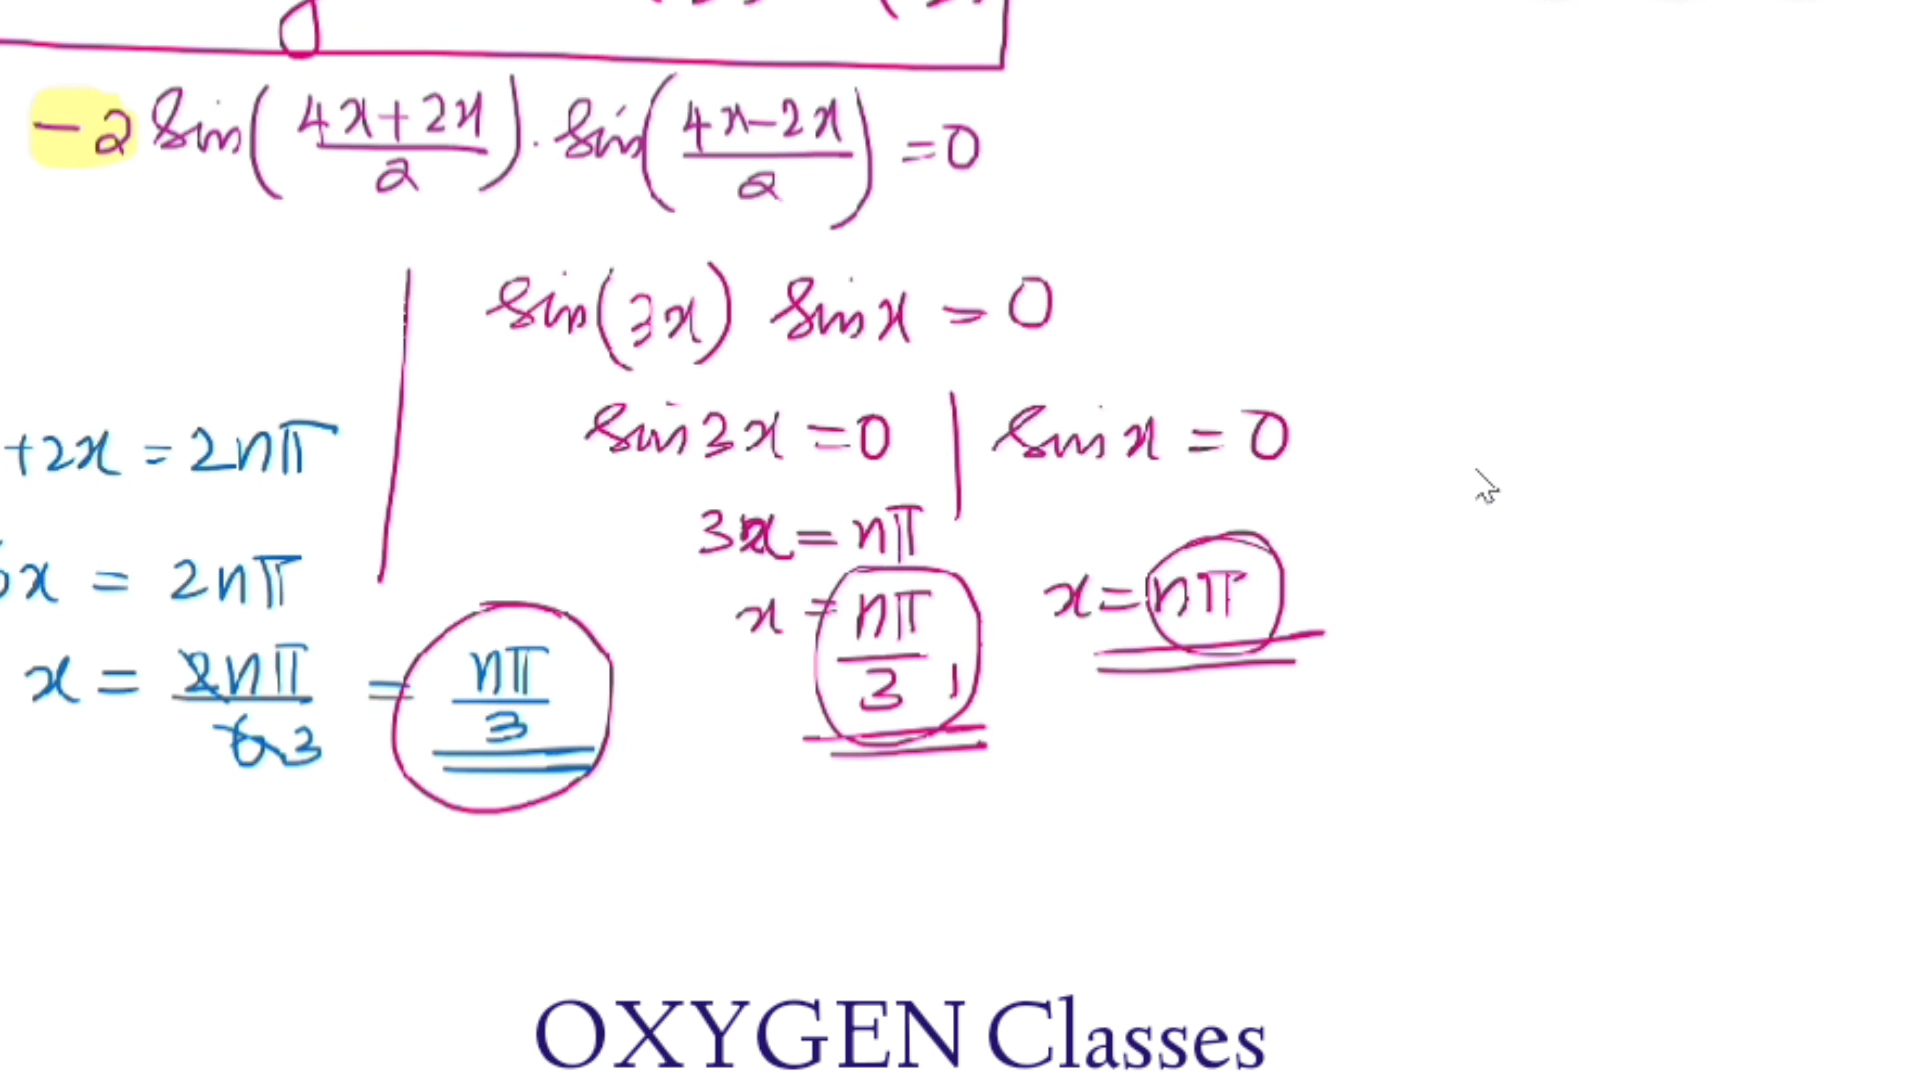 -2 Sin( (4x+2x)/2 ) . Sin( (4x-2x)/2 ) =0
Sin(3x) Sin x = 0
+2x = 2nπ
Sin 3x =0 | Sin x = 0
3x = nπ
x = 2nπ
x = nπ/3 ,
x = nπ
x = 2nπ/6 3 = nπ/3
OXYGEN Classes